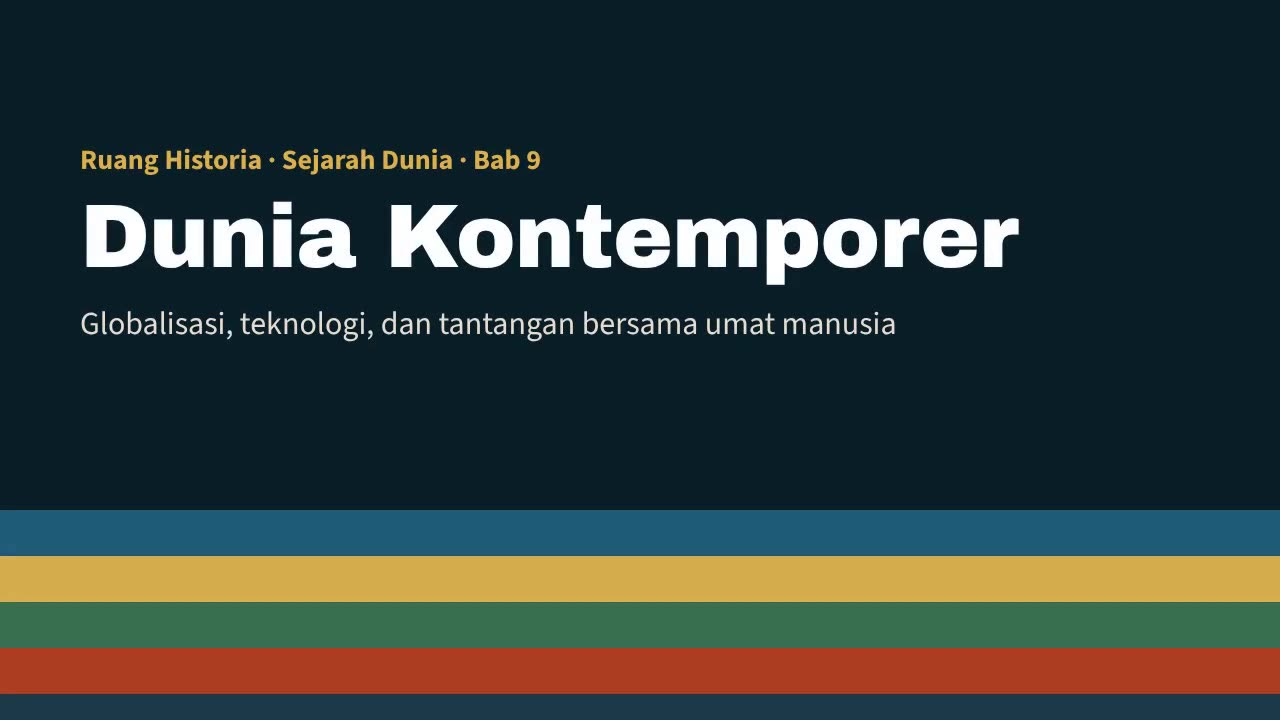 Ruang Historia · Sejarah Dunia · Bab 9
Dunia Kontemporer
Globalisasi, teknologi, dan tantangan bersama umat manusia